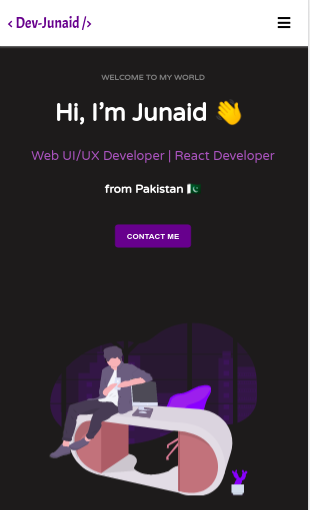 < Dev-Junaid />
WELCOME TO MY WORLD
Hi, I'm Junaid 👋
Web UI/UX Developer | React Developer
from Pakistan 🇵🇰
CONTACT ME